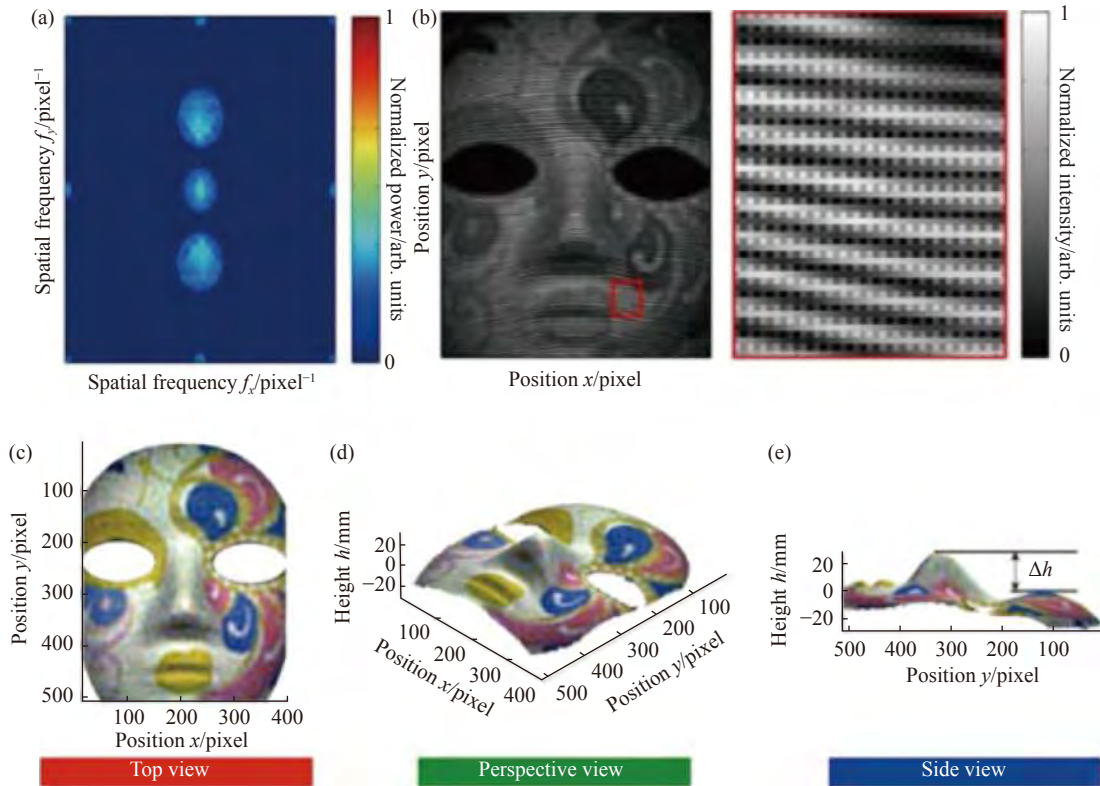 (a)
Spatial frequency fy/pixel⁻¹
Spatial frequency fx/pixel⁻¹
1
0
Normalized power/arb. units
(b)
Position y/pixel
Position x/pixel
1
0
Normalized intensity/arb. units
(c)
Position y/pixel
100
200
300
400
500
100 200 300 400
Position x/pixel
Top view
(d)
Height h/mm
20
0
−20
100
200
300
400
Position x/pixel
500
400
300
200
100
Position y/pixel
Perspective view
(e)
Height h/mm
20
0
−20
Δh
500 400 300 200 100 0
Position y/pixel
Side view